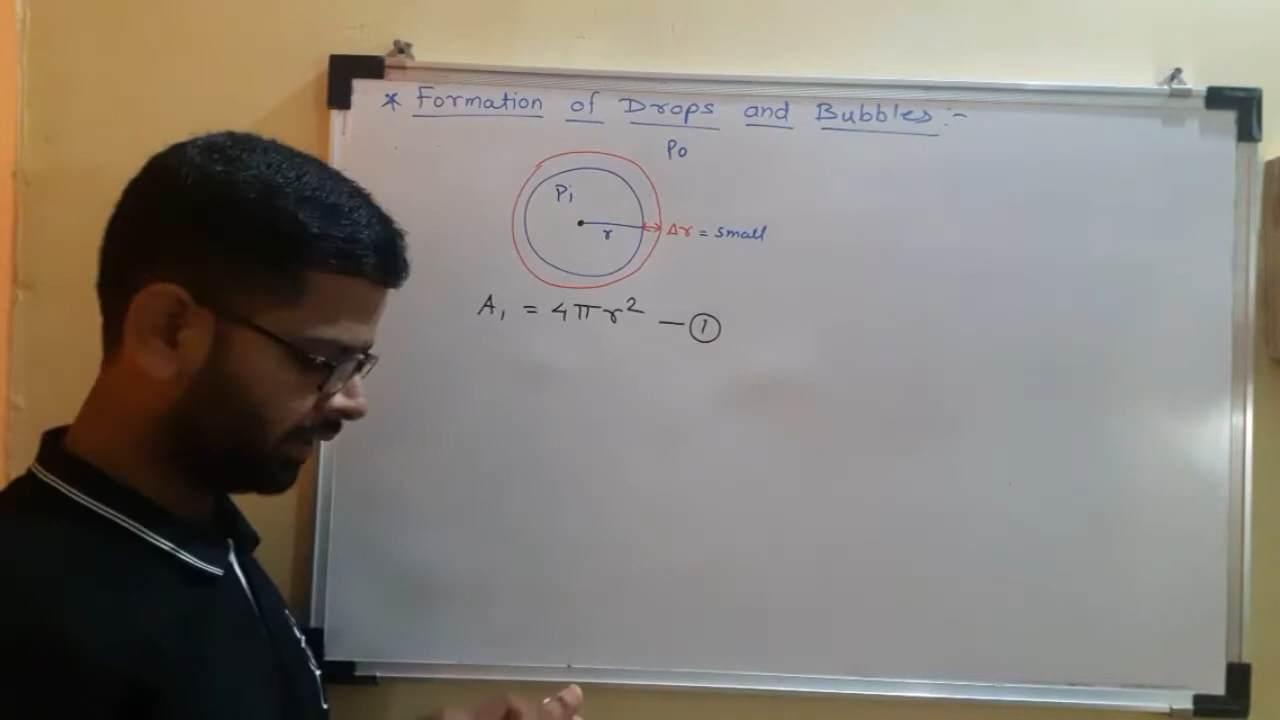 * Formation of Drops and Bubbles :-
Po
Pi
r
Δr = small
A₁ = 4πr² — ①